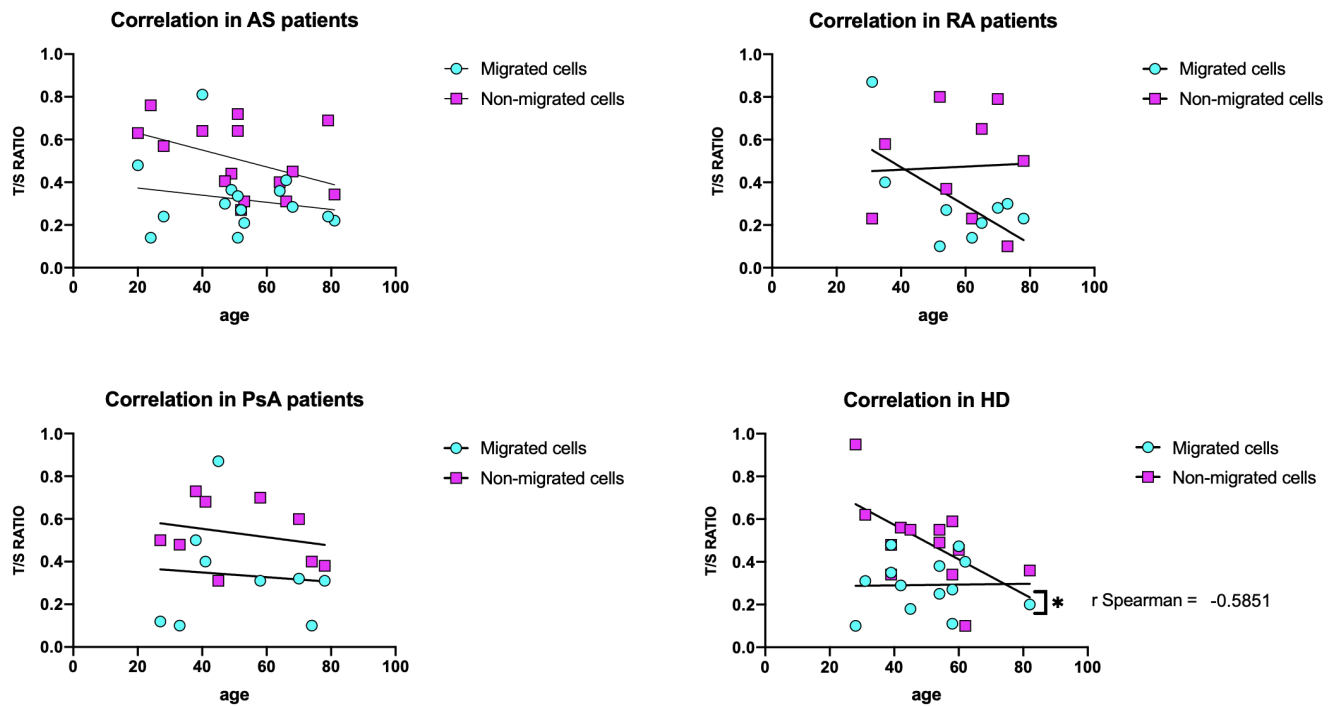 Correlation in AS patients
T/S RATIO
1.0
0.8
0.6
0.4
0.2
0.0
0 20 40 60 80 100
age
Migrated cells
Non-migrated cells
Correlation in RA patients
T/S RATIO
1.0
0.8
0.6
0.4
0.2
0.0
0 20 40 60 80 100
age
Migrated cells
Non-migrated cells
Correlation in PsA patients
T/S RATIO
1.0
0.8
0.6
0.4
0.2
0.0
0 20 40 60 80 100
age
Migrated cells
Non-migrated cells
Correlation in HD
T/S RATIO
1.0
0.8
0.6
0.4
0.2
0.0
0 20 40 60 80 100
age
Migrated cells
Non-migrated cells
* r Spearman = -0.5851